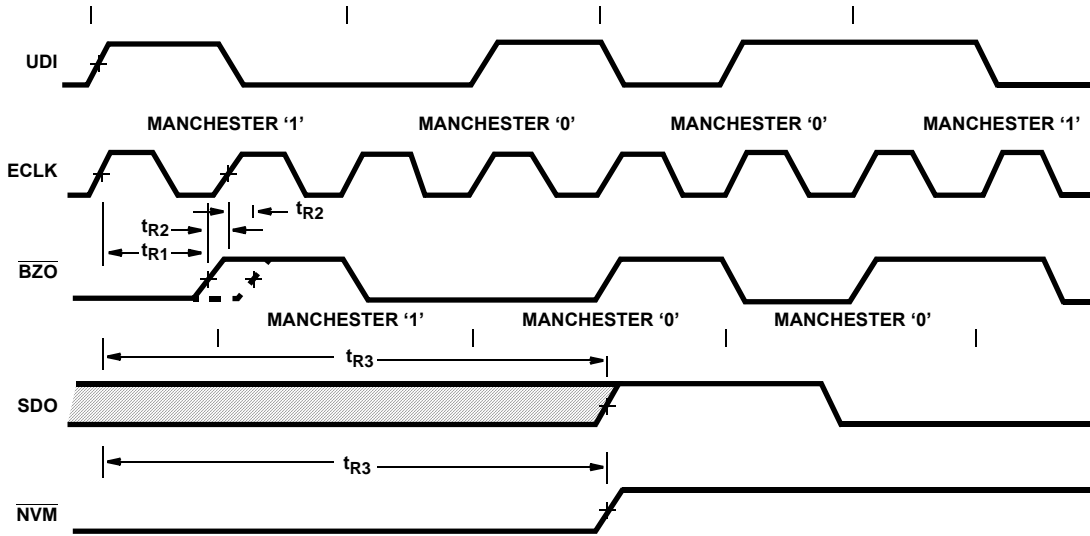 UDI
MANCHESTER ‘1’ MANCHESTER ‘0’ MANCHESTER ‘0’ MANCHESTER ‘1’
ECLK
tR2
tR2
tR1
BZO
MANCHESTER ‘1’ MANCHESTER ‘0’ MANCHESTER ‘0’
tR3
SDO
tR3
NVM